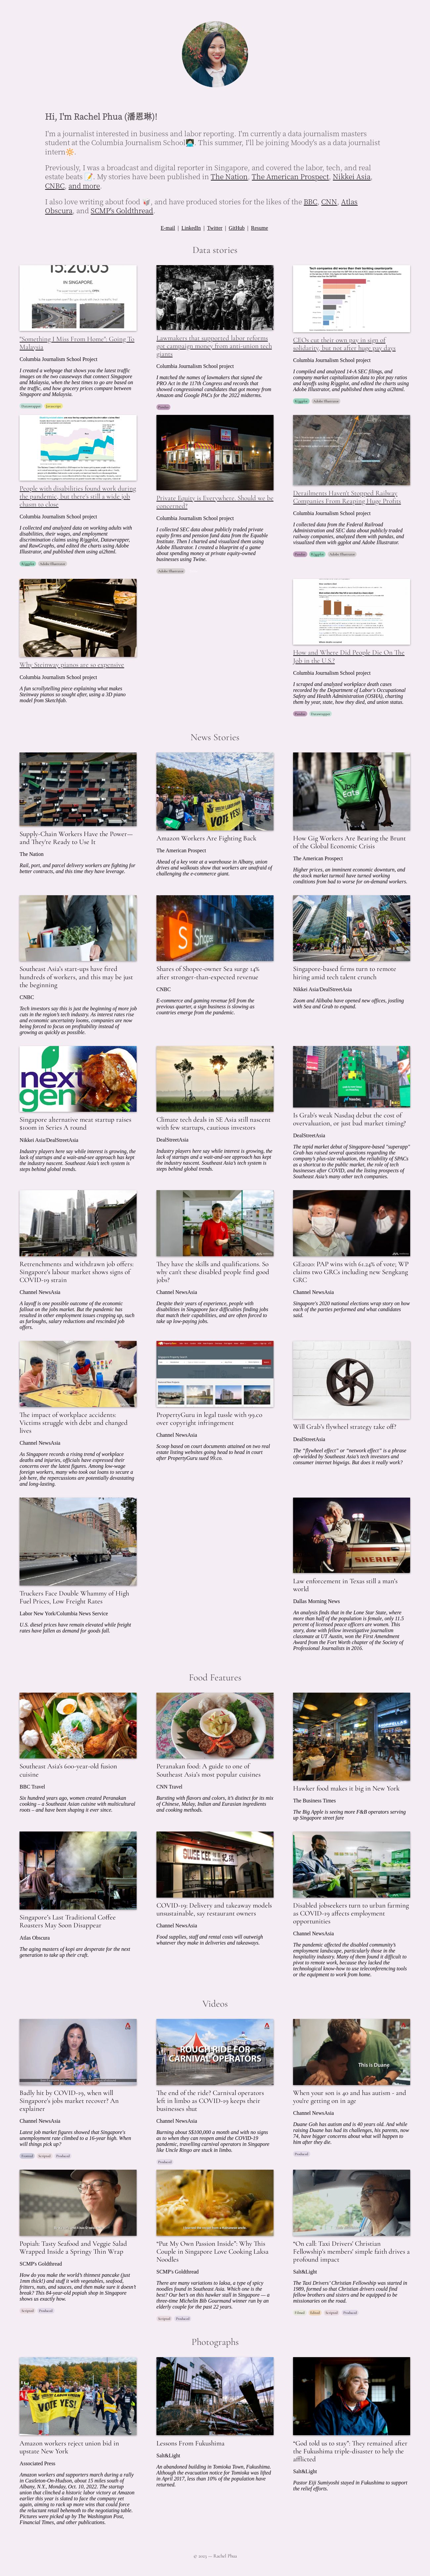 Hi, I'm Rachel Phua (潘恩琳)!
I'm a journalist interested in business and labor reporting. I'm currently a data journalism masters
student at the Columbia Journalism School👩🏻‍💻. This summer, I'll be joining Moody's as a data journalist
intern🔆.
Previously, I was a broadcast and digital reporter in Singapore, and covered the labor, tech, and real
estate beats 📝. My stories have been published in The Nation, The American Prospect, Nikkei Asia,
CNBC, and more.
I also love writing about food 🥡, and have produced stories for the likes of the BBC, CNN, Atlas
Obscura, and SCMP's Goldthread.
E-mail | LinkedIn | Twitter | GitHub | Resume
Data stories
15:20:03
IN SINGAPORE.
"Something I Miss From Home": Going To
Malaysia
Columbia Journalism School Project
I created a webpage that shows you the latest traffic
images on the two causeways that connect Singapore
and Malaysia, when the best times to go are based on
the traffic, and how grocery prices compare between
Singapore and Malaysia.
Datawrapper Javascript
Lawmakers that supported labor reforms
got campaign money from anti-union tech
giants
Columbia Journalism School project
I matched the names of lawmakers that signed the
PRO Act in the 117th Congress and records that
showed congressional candidates that got money from
Amazon and Google PACs for the 2022 midterms.
Pandas
CEOs cut their own pay in sign of
solidarity, but not after huge pay days
Columbia Journalism School project
I compiled and analyzed 14-A SEC filings, and
company market capitalization data to get pay ratios
and layoffs using R/ggplot, and edited the charts using
Adobe Illustrator, and published them using ai2html.
R/ggplot Adobe Illustrator
People with disabilities found work during
the pandemic, but there's still a wide job
chasm to close
Columbia Journalism School project
I collected and analyzed data on working adults with
disabilities, their wages, and employment
discrimination claims using R/ggplot, Datawrapper,
and RawGraphs. I edited the charts using Adobe
Illustrator, and published them using ai2html.
R/ggplot Adobe Illustrator
Private Equity is Everywhere. Should we be
concerned?
Columbia Journalism School project
I collected SEC data about publicly traded private
equity firms and pension fund data from the Equable
Institute. Then I charted and visualized them using
Adobe Illustrator. I created a blueprint of a game
about spending money at private equity-owned
businesses using Twine.
Adobe Illustrator
Derailments Haven't Stopped Railway
Companies From Reaping Huge Profits
Columbia Journalism School project
I collected data from the Federal Railroad
Administration and SEC data about publicly traded
railway companies, analyzed them with pandas, and
visualized them with ggplot and Adobe Illustrator.
Pandas R/ggplot Adobe Illustrator
Why Steinway pianos are so expensive
Columbia Journalism School project
A fun scrollytelling piece explaining what makes
Steinway pianos so sought after, using a 3D piano
model from Sketchfab.
How and Where Did People Die On The
Job in the U.S.?
Columbia Journalism School project
I scraped and analyzed workplace death cases
recorded by the Department of Labor's Occupational
Safety and Health Administration (OSHA), charting
them by year, state, how they died, and union status.
Pandas Datawrapper
News Stories
Supply-Chain Workers Have the Power—
and They're Ready to Use It
The Nation
Rail, port, and parcel delivery workers are fighting for
better contracts, and this time they have leverage.
VOTE YES!
Amazon Workers Are Fighting Back
The American Prospect
Ahead of a key vote at a warehouse in Albany, union
drives and walkouts show that workers are unafraid of
challenging the e-commerce grant.
Eats
How Gig Workers Are Bearing the Brunt
of the Global Economic Crisis
The American Prospect
Higher prices, an imminent economic downturn, and
the stock market turmoil have turned working
conditions from bad to worse for on-demand workers.
Southeast Asia's start-ups have fired
hundreds of workers, and this may be just
the beginning
CNBC
Tech investors say this is just the beginning of more job
cuts in the region's tech industry. As interest rates rise
and economic uncertainty looms, companies are now
being forced to focus on profitability instead of
growing as quickly as possible.
Shopee
Shares of Shopee-owner Sea surge 14%
after stronger-than-expected revenue
CNBC
E-commerce and gaming revenue fell from the
previous quarter, a sign business is slowing as
countries emerge from the pandemic.
Singapore-based firms turn to remote
hiring amid tech talent crunch
Nikkei Asia/DealStreetAsia
Zoom and Alibaba have opened new offices, jostling
with Sea and Grab to expand.
next
gen
Singapore alternative meat startup raises
$100m in Series A round
Nikkei Asia/DealStreetAsia
Industry players here say while interest is growing, the
lack of startups and a wait-and-see approach has kept
the industry nascent. Southeast Asia's tech system is
steps behind global trends.
Climate tech deals in SE Asia still nascent
with few startups, cautious investors
DealStreetAsia
Industry players here say while interest is growing, the
lack of startups and a wait-and-see approach has kept
the industry nascent. Southeast Asia's tech system is
steps behind global trends.
Is Grab's weak Nasdaq debut the cost of
overvaluation, or just bad market timing?
DealStreetAsia
The tepid market debut of Singapore-based "superapp"
Grab has raised several questions regarding the
company's plus-size valuation, the reliability of SPACs
as a shortcut to the public market, the role of tech
businesses after COVID, and the listing prospects of
Southeast Asia's many other tech companies.
Retrenchments and withdrawn job offers:
Singapore's labour market shows signs of
COVID-19 strain
Channel NewsAsia
A layoff is one possible outcome of the economic
fallout on the job market. But the pandemic has
resulted in other employment issues cropping up, such
as furloughs, salary reductions and rescinded job
offers.
They have the skills and qualifications. So
why can't these disabled people find good
jobs?
Channel NewsAsia
Despite their years of experience, people with
disabilities in Singapore face difficulties finding jobs
that match their capabilities, and are often forced to
take up low-paying jobs.
GE2020: PAP wins with 61.24% of vote; WP
claims two GRCs including new Sengkang
GRC
Channel NewsAsia
Singapore's 2020 national elections wrap story on how
each of the parties performed and what candidates
said.
The impact of workplace accidents:
Victims struggle with debt and changed
lives
Channel NewsAsia
As Singapore records a rising trend of workplace
deaths and injuries, officials have expressed their
concerns over the latest figures. Among low-wage
foreign workers, many who took out loans to secure a
job here, the repercussions are potentially devastating
and long-lasting.
PropertyGuru in legal tussle with 99.co
over copyright infringement
Channel NewsAsia
Scoop based on court documents attained on two real
estate listing websites going head to head in court
after PropertyGuru sued 99.co.
Will Grab's flywheel strategy take off?
DealStreetAsia
The "flywheel effect" or "network effect" is a phrase
oft-wielded by Southeast Asia's tech investors and
consumer internet bigwigs. But does it really work?
Truckers Face Double Whammy of High
Fuel Prices, Low Freight Rates
Labor New York/Columbia News Service
U.S. diesel prices have remain elevated while freight
rates have fallen as demand for goods fall.
SHERIFF
Law enforcement in Texas still a man's
world
Dallas Morning News
An analysis finds that in the Lone Star State, where
more than half of the population is female, only 11.5
percent of licensed peace officers are women. This
story, done with fellow investigative journalism
classmate at UT Austin, won the First Amendment
Award from the Fort Worth chapter of the Society of
Professional Journalists in 2016.
Food Features
Southeast Asia's 600-year-old fusion
cuisine
BBC Travel
Six hundred years ago, women created Peranakan
cooking – a Southeast Asian cuisine with multicultural
roots – and have been shaping it ever since.
Peranakan food: A guide to one of
Southeast Asia's most popular cuisines
CNN Travel
Bursting with flavors and colors, it's distinct for its mix
of Chinese, Malay, Indian and Eurasian ingredients
and cooking methods.
Hawker food makes it big in New York
The Business Times
The Big Apple is seeing more F&B operators serving
up Singapore street fare
Singapore's Last Traditional Coffee
Roasters May Soon Disappear
Atlas Obscura
The aging masters of kopi are desperate for the next
generation to take up their craft.
COVID-19: Delivery and takeaway models
unsustainable, say restaurant owners
Channel NewsAsia
Food supplies, staff and rental costs will outweigh
whatever they make in deliveries and takeaways.
Disabled jobseekers turn to urban farming
as COVID-19 affects employment
opportunities
Channel NewsAsia
The pandemic affected the disabled community's
employment landscape, particularly those in the
hospitality industry. Many of them found it difficult to
pivot to remote work, because they lacked the
technological know-how to use teleconferencing tools
or the equipment to work from home.
Videos
Badly hit by COVID-19, when will
Singapore's jobs market recover? An
explainer
Channel NewsAsia
Latest job market figures showed that Singapore's
unemployment rate climbed to a 16-year high. When
will things pick up?
Featured Scripted Produced
ROUGH RIDE FOR
CARNIVAL OPERATORS
The end of the ride? Carnival operators
left in limbo as COVID-19 keeps their
businesses shut
Channel NewsAsia
Burning about S$100,000 a month and with no signs
as to when they can reopen amid the COVID-19
pandemic, travelling carnival operators in Singapore
like Uncle Ringo are stuck in limbo.
Produced
This is Duane
When your son is 40 and has autism - and
you're getting on in age
Channel NewsAsia
Duane Goh has autism and is 40 years old. And while
raising Duane has had its challenges, his parents, now
74, have bigger concerns about what will happen to
him after they die.
Produced
Popiah: Tasty Seafood and Veggie Salad
Wrapped Inside a Springy Thin Wrap
SCMP's Goldthread
How do you make the world's thinnest pancake (just
1mm thick!) and stuff it with vegetables, seafood,
fritters, nuts, and sauces, and then make sure it doesn't
break? This 84-year-old popiah shop in Singapore
shows us exactly how.
Scripted Produced
"Put My Own Passion Inside": Why This
Couple in Singapore Love Cooking Laksa
Noodles
SCMP's Goldthread
There are many variations to laksa, a type of spicy
noodles found in Southeast Asia. Which one is the
best? Our bet's on this hawker stall in Singapore — a
three-time Michelin Bib Gourmand winner run by an
elderly couple for the past 22 years.
Scripted Produced
"On call: Taxi Drivers' Christian
Fellowship's members' simple faith drives a
profound impact
Salt&Light
The Taxi Drivers' Christian Fellowship was started in
1989, formed so that Christian drivers could find
fellow born brothers and sisters and be equipped to be
missionaries on the road.
Filmed Edited Scripted Produced
Photographs
VOTE YES!
Amazon workers reject union bid in
upstate New York
Associated Press
Amazon workers and supporters march during a rally
in Castleton-On-Hudson, about 15 miles south of
Albany, N.Y., Monday, Oct. 10, 2022. The startup
union that clinched a historic labor victory at Amazon
earlier this year is slated to face the company yet
again, aiming to rack up more wins that could force
the reluctant retail behemoth to the negotiating table.
Pictures were picked up by The Washington Post,
Financial Times, and other publications.
Lessons From Fukushima
Salt&Light
An abandoned building in Tomioka Town, Fukushima.
Although the evacuation notice for Tomioka was lifted
in April 2017, less than 10% of the population have
returned.
"God told us to stay": They remained after
the Fukushima triple-disaster to help the
afflicted
Salt&Light
Pastor Eiji Sumiyoshi stayed in Fukushima to support
the relief efforts.
© 2023 — Rachel Phua